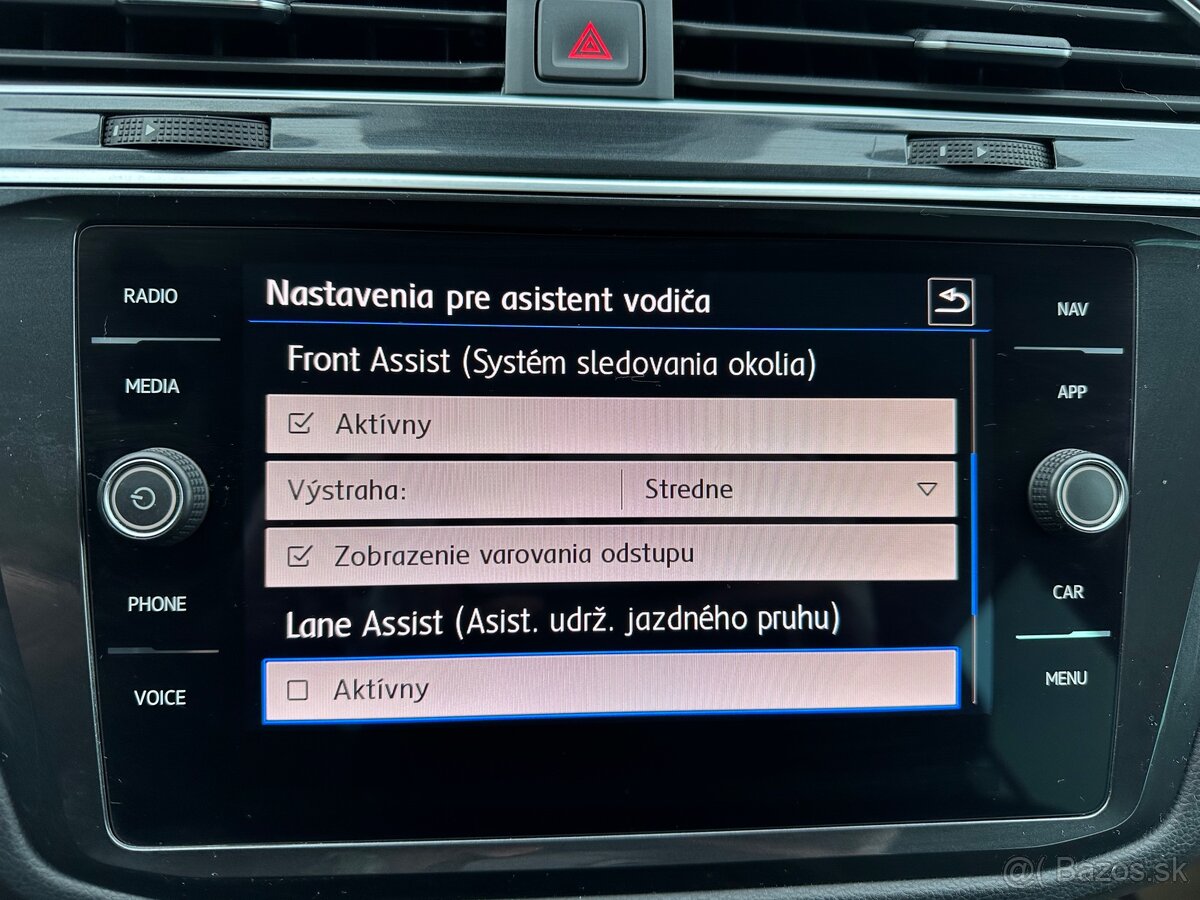 RADIO
MEDIA
PHONE
VOICE
Nastavenia pre asistent vodiča
Front Assist (Systém sledovania okolia)
Aktívny
Výstraha: Stredne
Zobrazenie varovania odstupu
Lane Assist (Asist. udrž. jazdného pruhu)
Aktívny
NAV
APP
CAR
MENU
@( Bazos.sk